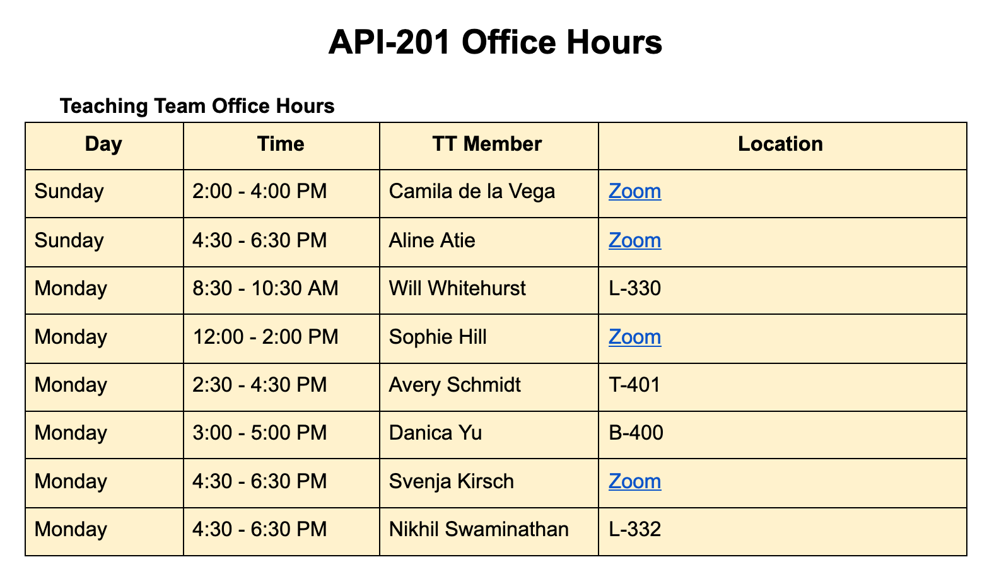 API-201 Office Hours
Teaching Team Office Hours
Day Time TT Member Location
Sunday 2:00 - 4:00 PM Camila de la Vega Zoom
Sunday 4:30 - 6:30 PM Aline Atie Zoom
Monday 8:30 - 10:30 AM Will Whitehurst L-330
Monday 12:00 - 2:00 PM Sophie Hill Zoom
Monday 2:30 - 4:30 PM Avery Schmidt T-401
Monday 3:00 - 5:00 PM Danica Yu B-400
Monday 4:30 - 6:30 PM Svenja Kirsch Zoom
Monday 4:30 - 6:30 PM Nikhil Swaminathan L-332